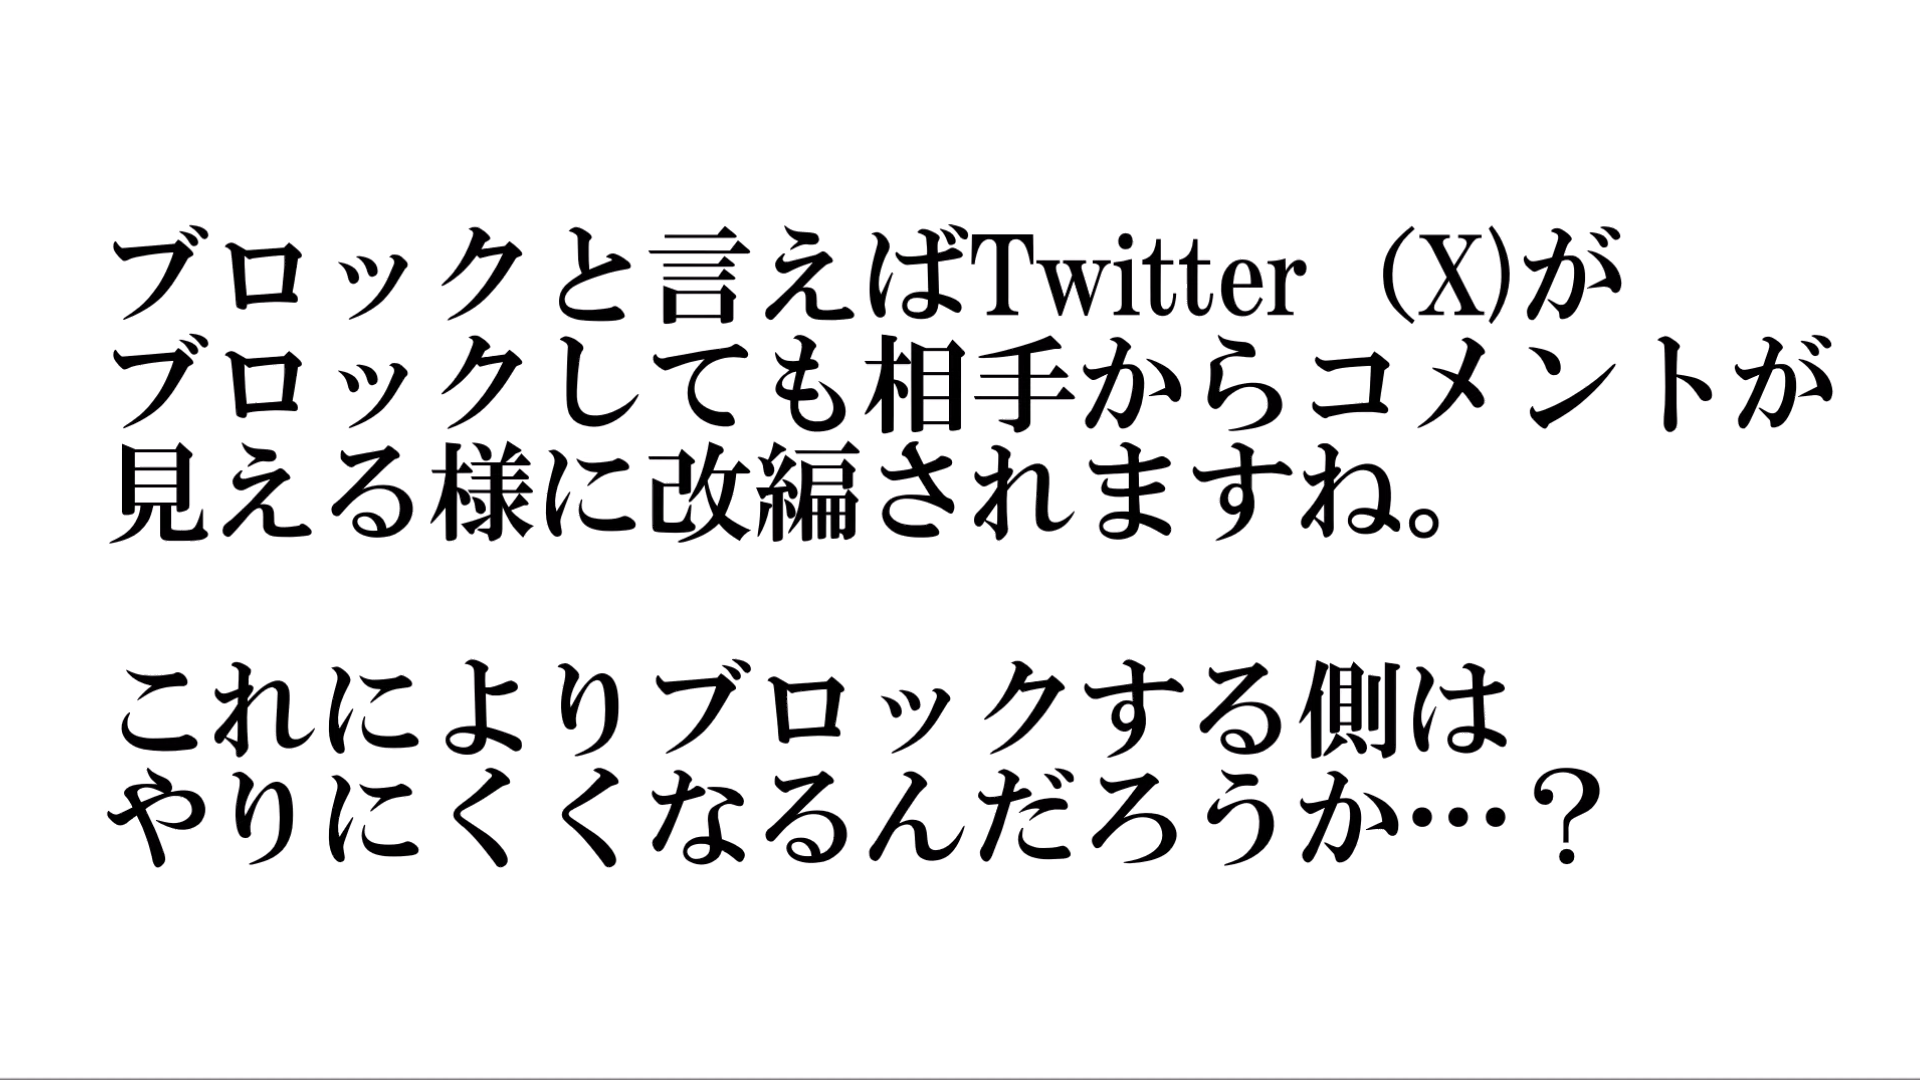 ブロックと言えばTwitter (X)が
ブロックしても相手からコメントが
見える様に改編されますね。
これによりブロックする側は
やりにくくなるんだろうか…？